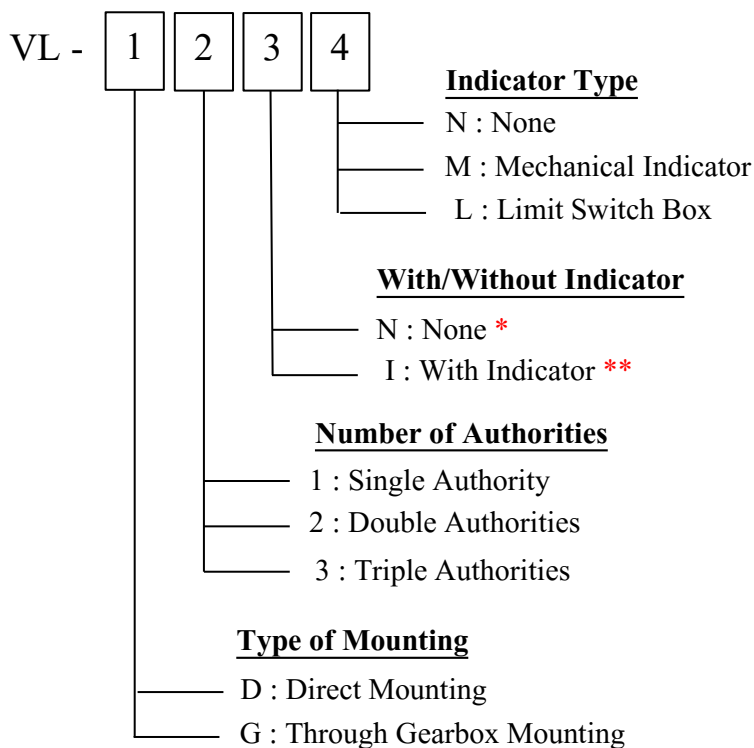 VL - 1 2 3 4
Indicator Type
N : None
M : Mechanical Indicator
L : Limit Switch Box
With/Without Indicator
N : None *
I : With Indicator **
Number of Authorities
1 : Single Authority
2 : Double Authorities
3 : Triple Authorities
Type of Mounting
D : Direct Mounting
G : Through Gearbox Mounting